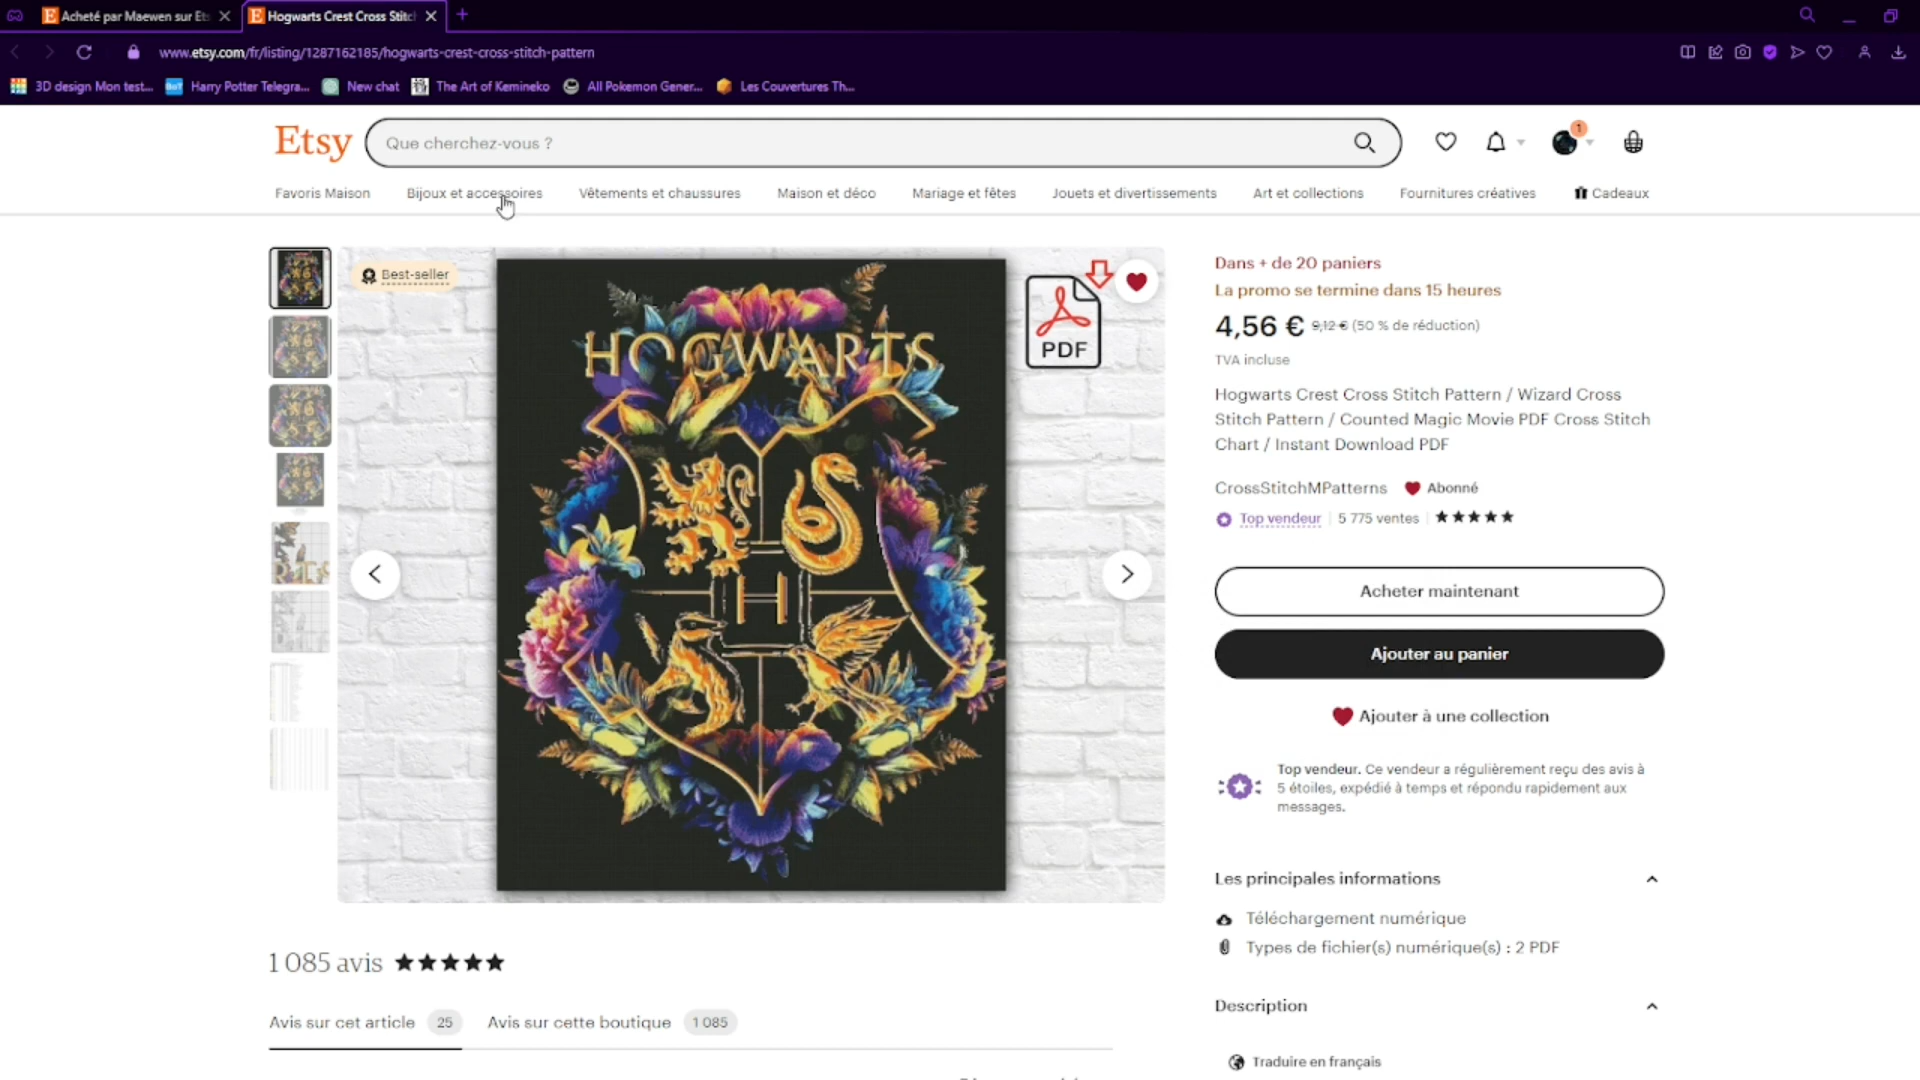 Acheté par Maewen sur Ets
Hogwarts Crest Cross Stitc
www.etsy.com/fr/listing/1287162185/hogwarts-crest-cross-stitch-pattern
3D design Mon test...
Harry Potter Telegra...
New chat
The Art of Kemineko
All Pokemon Gener...
Les Couvertures Th...
Etsy
Que cherchez-vous ?
1
Favoris Maison
Bijoux et accessoires
Vêtements et chaussures
Maison et déco
Mariage et fêtes
Jouets et divertissements
Art et collections
Fournitures créatives
Cadeaux
Best-seller
HOGWARTS
H
PDF
Dans + de 20 paniers
La promo se termine dans 15 heures
4,56 € 9,12 € (50 % de réduction)
TVA incluse
Hogwarts Crest Cross Stitch Pattern / Wizard Cross
Stitch Pattern / Counted Magic Movie PDF Cross Stitch
Chart / Instant Download PDF
CrossStitchMPatterns Abonné
Top vendeur 5 775 ventes
Acheter maintenant
Ajouter au panier
Ajouter à une collection
Top vendeur. Ce vendeur a régulièrement reçu des avis à
5 étoiles, expédié à temps et répondu rapidement aux
messages.
Les principales informations
Téléchargement numérique
Types de fichier(s) numérique(s) : 2 PDF
1 085 avis
Avis sur cet article 25
Avis sur cette boutique 1 085
Description
Traduire en français